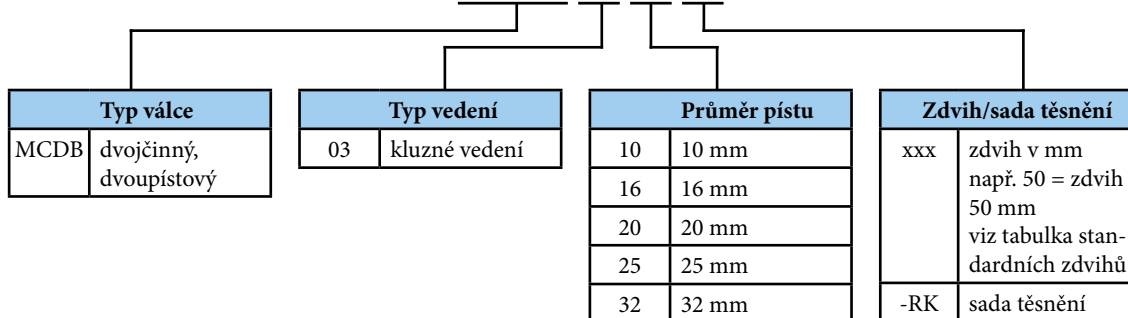 Typ válce
MCDB dvojčinný,
dvoupístový
Typ vedení
03 kluzné vedení
Průměr pístu
10 10 mm
16 16 mm
20 20 mm
25 25 mm
32 32 mm
Zdvih/sada těsnění
xxx zdvih v mm
např. 50 = zdvih
50 mm
viz tabulka stan-
dardních zdvihů
-RK sada těsnění